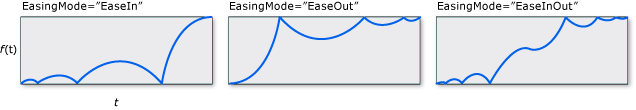 EasingMode="EaseIn"
EasingMode="EaseOut"
EasingMode="EaseInOut"
f(t)
t